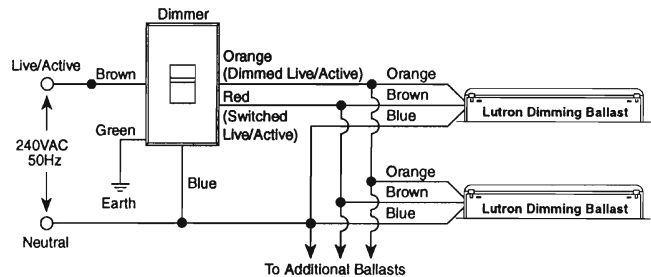 Dimmer
Live/Active
Brown
Orange
(Dimmed Live/Active)
Orange
Red
Brown
(Switched
Live/Active)
Blue
Lutron Dimming Ballast
Green
240VAC
50Hz
Earth
Blue
Orange
Brown
Blue
Lutron Dimming Ballast
Neutral
To Additional Ballasts